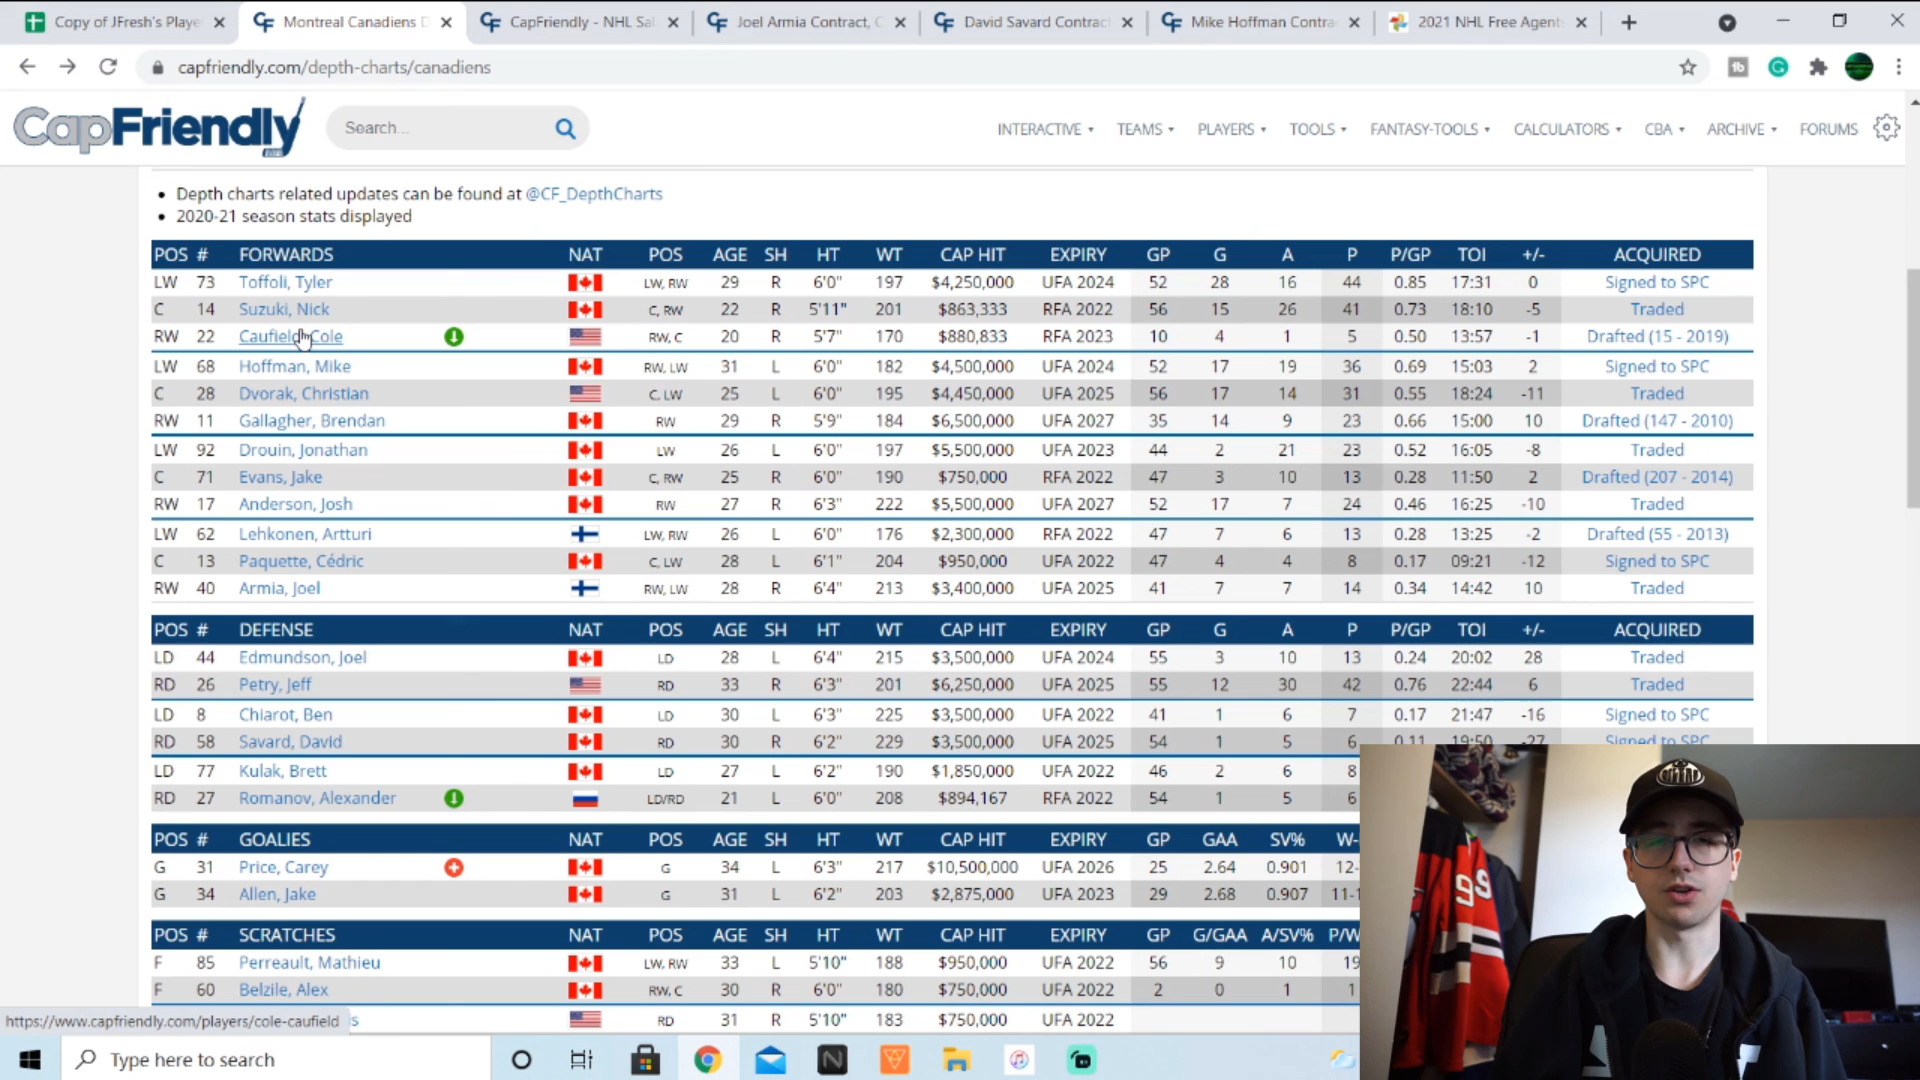 Copy of JFresh's Playe
Montreal Canadiens D
CapFriendly - NHL Sal
Joel Armia Contract, C
David Savard Contract
Mike Hoffman Contra
2021 NHL Free Agent
capfriendly.com/depth-charts/canadiens
CapFriendly Search... INTERACTIVE TEAMS PLAYERS TOOLS FANTASY-TOOLS CALCULATORS CBA ARCHIVE FORUMS
• Depth charts related updates can be found at @CF_DepthCharts
• 2020-21 season stats displayed
POS # FORWARDS NAT POS AGE SH HT WT CAP HIT EXPIRY GP G A P P/GP TOI +/- ACQUIRED
LW 73 Toffoli, Tyler LW, RW 29 R 6'0" 197 $4,250,000 UFA 2024 52 28 16 44 0.85 17:31 0 Signed to SPC
C 14 Suzuki, Nick C, RW 22 R 5'11" 201 $863,333 RFA 2022 56 15 26 41 0.73 18:10 -5 Traded
RW 22 Caufield, Cole RW, C 20 R 5'7" 170 $880,833 RFA 2023 10 4 1 5 0.50 13:57 -1 Drafted (15 - 2019)
LW 68 Hoffman, Mike RW, LW 31 L 6'0" 182 $4,500,000 UFA 2024 52 17 19 36 0.69 15:03 2 Signed to SPC
C 28 Dvorak, Christian C, LW 25 L 6'0" 195 $4,450,000 UFA 2025 56 17 14 31 0.55 18:24 -11 Traded
RW 11 Gallagher, Brendan RW 29 R 5'9" 184 $6,500,000 UFA 2027 35 14 9 23 0.66 15:00 10 Drafted (147 - 2010)
LW 92 Drouin, Jonathan LW 26 L 6'0" 197 $5,500,000 UFA 2023 44 2 21 23 0.52 16:05 -8 Traded
C 71 Evans, Jake C, RW 25 R 6'0" 190 $750,000 RFA 2022 47 3 10 13 0.28 11:50 2 Drafted (207 - 2014)
RW 17 Anderson, Josh RW 27 R 6'3" 222 $5,500,000 UFA 2027 52 17 7 24 0.46 16:25 -10 Traded
LW 62 Lehkonen, Artturi LW, RW 26 L 6'0" 176 $2,300,000 RFA 2022 47 7 6 13 0.28 13:25 -2 Drafted (55 - 2013)
C 13 Paquette, Cédric C, LW 28 L 6'1" 204 $950,000 UFA 2022 47 4 4 8 0.17 09:21 -12 Signed to SPC
RW 40 Armia, Joel RW, LW 28 R 6'4" 213 $3,400,000 UFA 2025 41 7 7 14 0.34 14:42 10 Traded
POS # DEFENSE NAT POS AGE SH HT WT CAP HIT EXPIRY GP G A P P/GP TOI +/- ACQUIRED
LD 44 Edmundson, Joel LD 28 L 6'4" 215 $3,500,000 UFA 2024 55 3 10 13 0.24 20:02 28 Traded
RD 26 Petry, Jeff RD 33 R 6'3" 201 $6,250,000 UFA 2025 55 12 30 42 0.76 22:44 6 Traded
LD 8 Chiarot, Ben LD 30 L 6'3" 225 $3,500,000 UFA 2022 41 1 6 7 0.17 21:47 -16 Signed to SPC
RD 58 Savard, David RD 30 R 6'2" 229 $3,500,000 UFA 2025 54 1 5 6 0.11 19:50 -27 Signed to SPC
LD 77 Kulak, Brett LD 27 L 6'2" 190 $1,850,000 UFA 2022 46 2 6 8
RD 27 Romanov, Alexander LD/RD 21 L 6'0" 208 $894,167 RFA 2022 54 1 5 6
POS # GOALIES NAT POS AGE SH HT WT CAP HIT EXPIRY GP GAA SV% W-
G 31 Price, Carey G 34 L 6'3" 217 $10,500,000 UFA 2026 25 2.64 0.901 12-
G 34 Allen, Jake G 31 L 6'2" 203 $2,875,000 UFA 2023 29 2.68 0.907 11-1
POS # SCRATCHES NAT POS AGE SH HT WT CAP HIT EXPIRY GP G/GAA A/SV% P/W
F 85 Perreault, Mathieu LW, RW 33 L 5'10" 188 $950,000 UFA 2022 56 9 10 19
F 60 Belzile, Alex RW, C 30 R 6'0" 180 $750,000 UFA 2022 2 0 1 1
https://www.capfriendly.com/players/cole-caufield s RD 31 R 5'10" 183 $750,000 UFA 2022
Type here to search
99